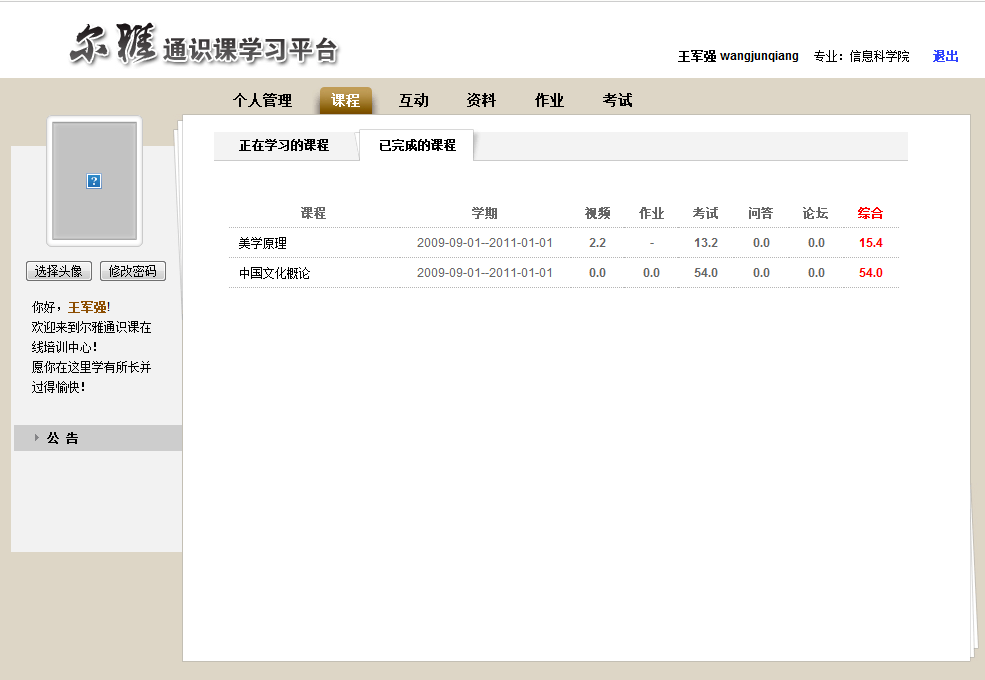 尔雅 通识课学习平台
王军强 wangjunqiang 专业：信息科学院 退出
个人管理 课程 互动 资料 作业 考试
正在学习的课程 已完成的课程
课程 学期 视频 作业 考试 问答 论坛 综合
美学原理 2009-09-01--2011-01-01 2.2 - 13.2 0.0 0.0 15.4
中国文化概论 2009-09-01--2011-01-01 0.0 0.0 54.0 0.0 0.0 54.0
选择头像 修改密码
你好，王军强!
欢迎来到尔雅通识课在
线培训中心!
愿你在这里学有所长并
过得愉快!
公 告